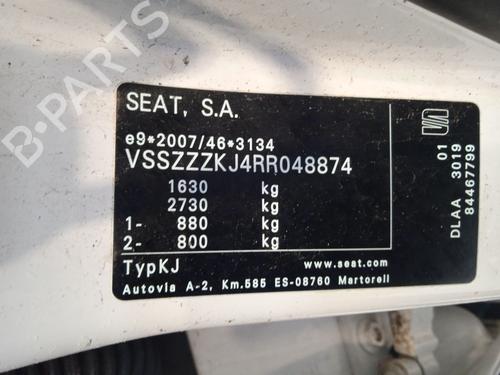 B-PARTS
SEAT, S.A.
e9*2007/46*3134
VSSZZZKJ4RR048874
1630 kg
2730 kg
1- 880 kg
2- 800 kg
TypKJ www.seat.com
Autovia A-2, Km.585 ES-08760 Martorell
01
DLAA 3019
84467799